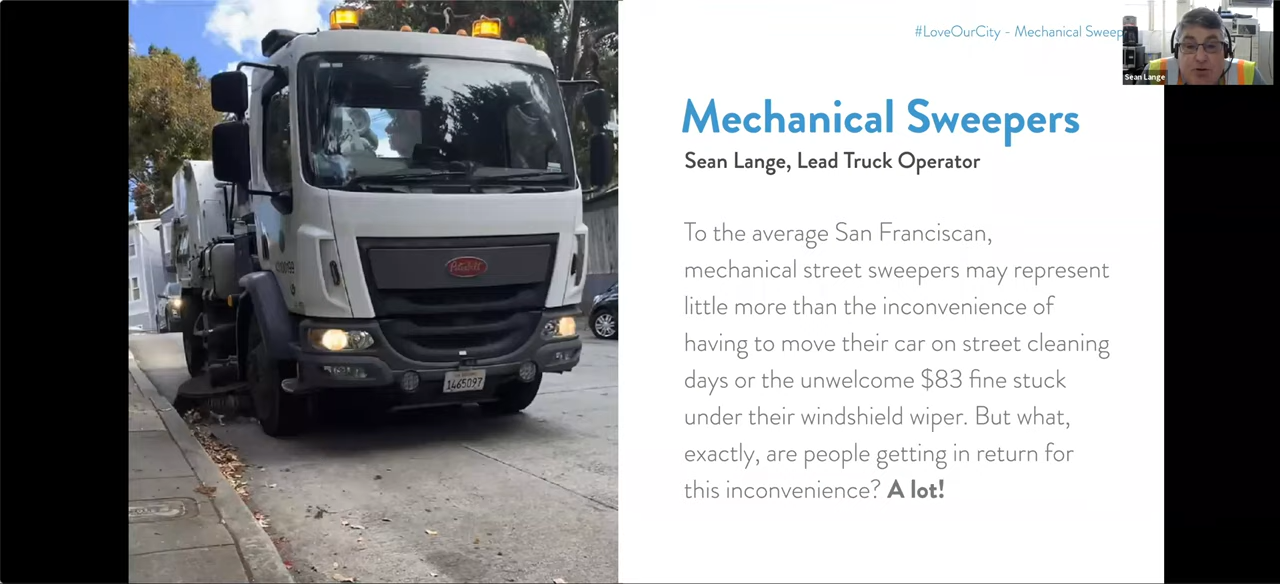 #LoveOurCity - Mechanical Sweep
Sean Lange
Mechanical Sweepers
Sean Lange, Lead Truck Operator
To the average San Franciscan,
mechanical street sweepers may represent
little more than the inconvenience of
having to move their car on street cleaning
days or the unwelcome $83 fine stuck
under their windshield wiper. But what,
exactly, are people getting in return for
this inconvenience? A lot!
Peterbilt
1465097